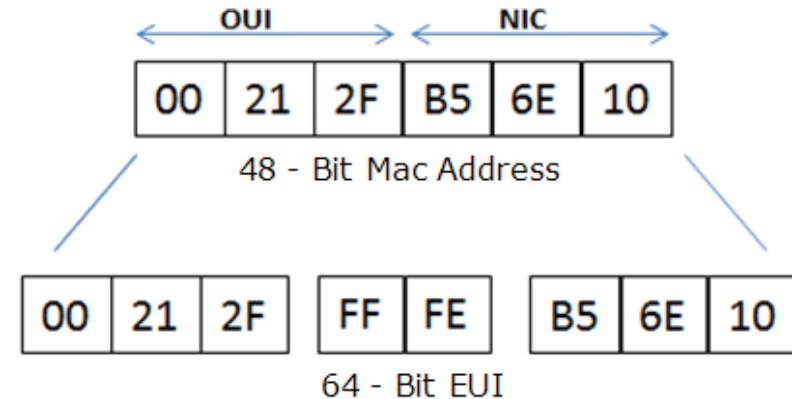 OUI NIC
00 21 2F B5 6E 10
48 - Bit Mac Address
00 21 2F FF FE B5 6E 10
64 - Bit EUI